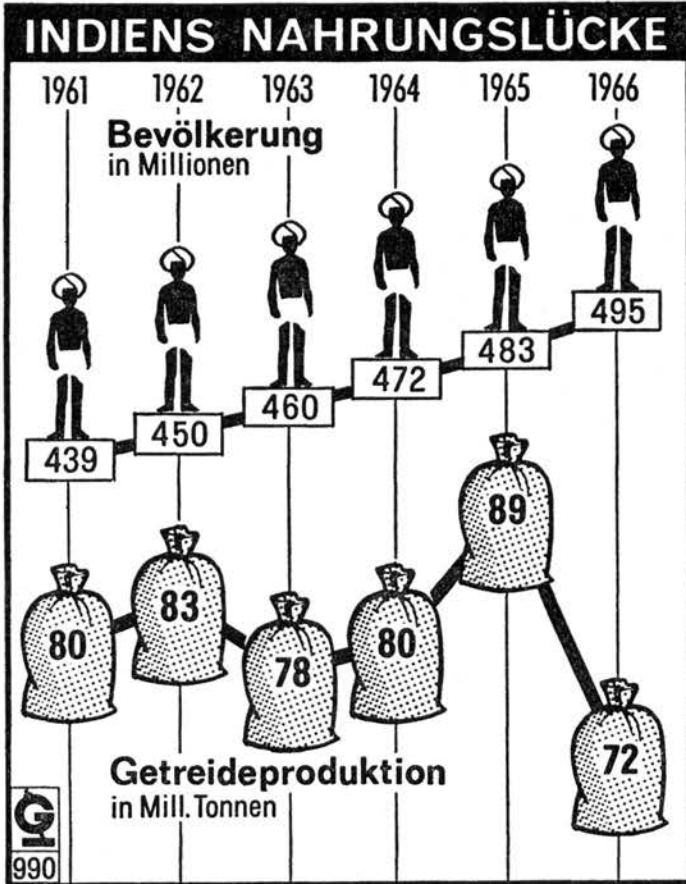 INDIENS NAHRUNGSLÜCKE
1961 1962 1963 1964 1965 1966
Bevölkerung
in Millionen
439 450 460 472 483 495
80 83 78 80 89 72
Getreideproduktion
in Mill. Tonnen
G
990